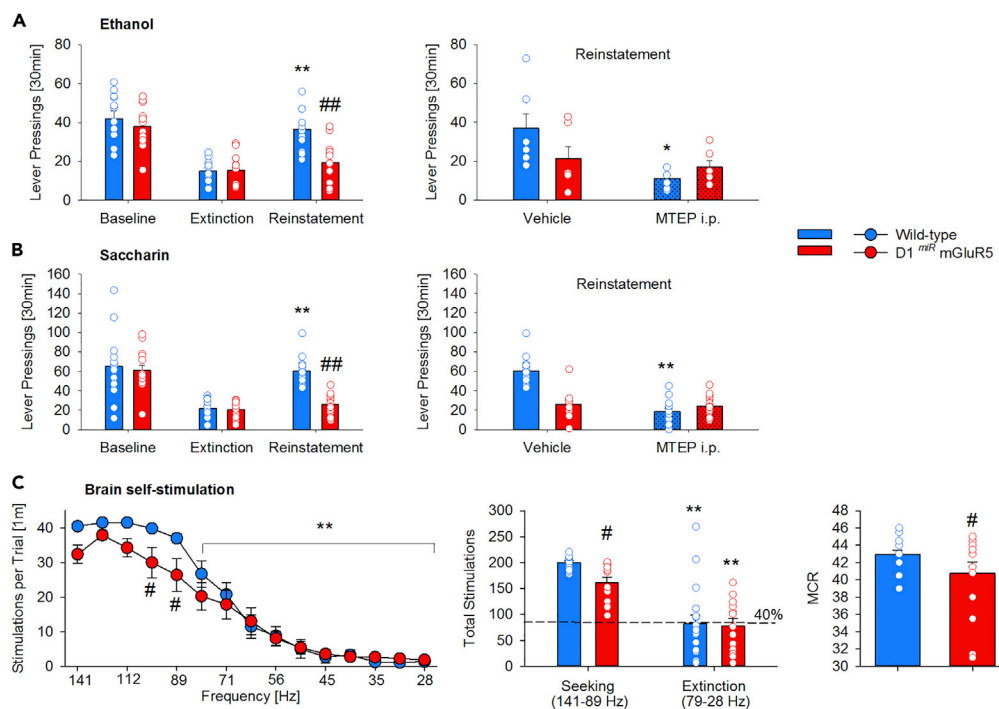 A
Ethanol
80
60
40
20
0
Lever Pressings [30min]
**
##
Baseline
Extinction
Reinstatement
80
60
40
20
0
Lever Pressings [30min]
Reinstatement
*
Vehicle
MTEP i.p.
Wild-type
D1 miR mGluR5
B
Saccharin
160
140
120
100
80
60
40
20
0
Lever Pressings [30min]
**
##
Baseline
Extinction
Reinstatement
160
140
120
100
80
60
40
20
0
Lever Pressings [30min]
Reinstatement
**
Vehicle
MTEP i.p.
C
Brain self-stimulation
40
30
20
10
0
Stimulations per Trial [1m]
**
#
#
141
112
89
71
56
45
35
28
Frequency [Hz]
300
250
200
150
100
50
0
Total Stimulations
#
**
**
40%
Seeking
(141-89 Hz)
Extinction
(79-28 Hz)
48
46
44
42
40
38
36
34
32
30
MCR
#